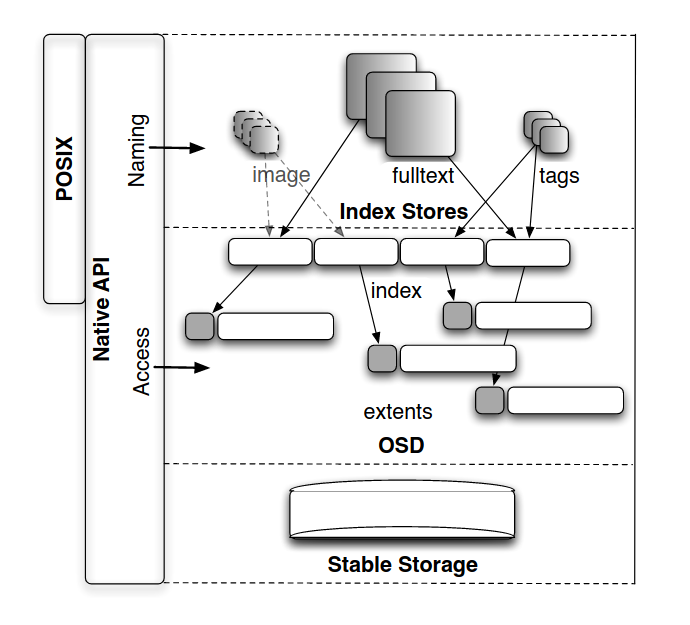 POSIX
Native API
Naming
Access
image
fulltext
tags
Index Stores
index
extents
OSD
Stable Storage